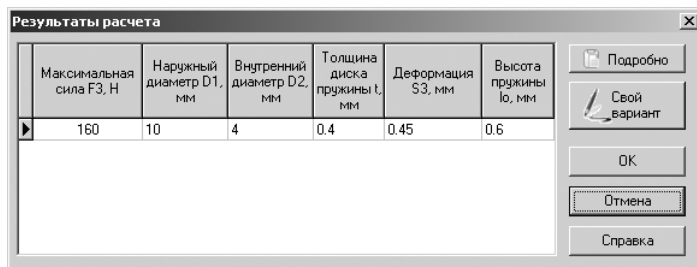 Результаты расчета
Максимальная
сила F3, Н
Наружный
диаметр D1,
мм
Внутренний
диаметр D2,
мм
Толщина
диска
пружины t,
мм
Деформация
S3, мм
Высота
пружины
lo, мм
160 10 4 0.4 0.45 0.6
Подробно
Свой
вариант
OK
Отмена
Справка